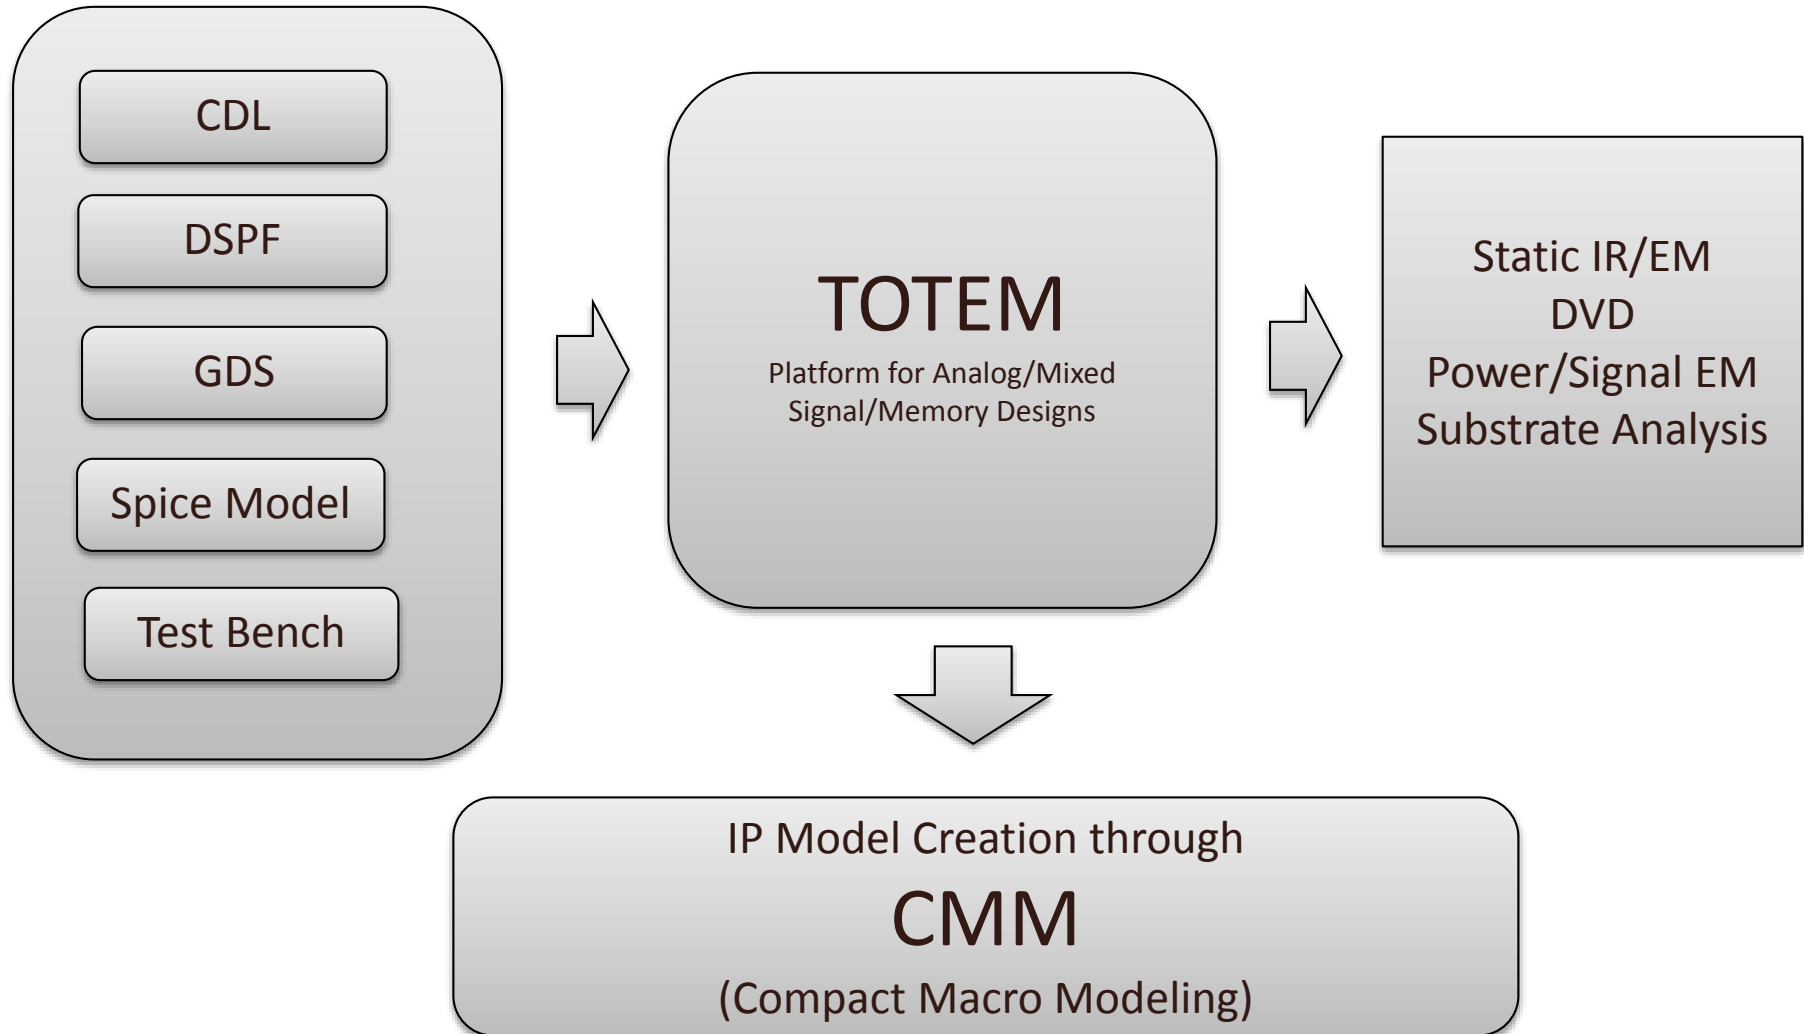 CDL
DSPF
GDS
Spice Model
Test Bench
TOTEM
Platform for Analog/Mixed
Signal/Memory Designs
Static IR/EM
DVD
Power/Signal EM
Substrate Analysis
IP Model Creation through
CMM
(Compact Macro Modeling)